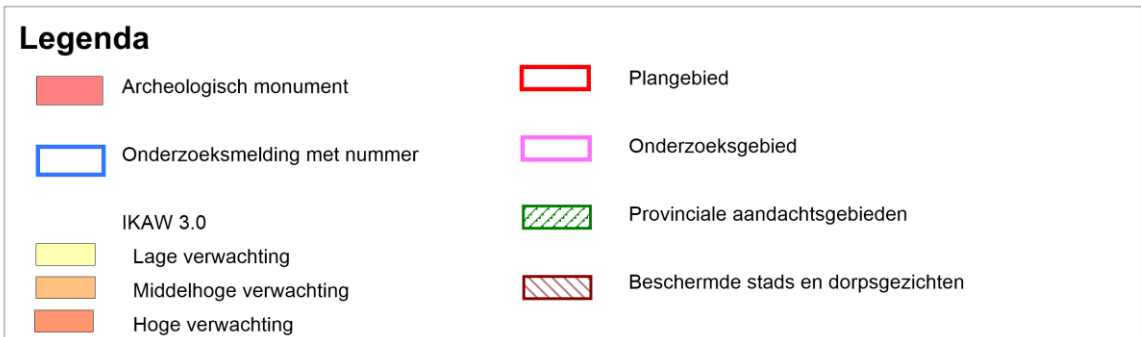 Legenda
Archeologisch monument
Onderzoeksmelding met nummer
IKAW 3.0
Lage verwachting
Middelhoge verwachting
Hoge verwachting
Plangebied
Onderzoeksgebied
Provinciale aandachtsgebieden
Beschermde stads en dorpsgezichten